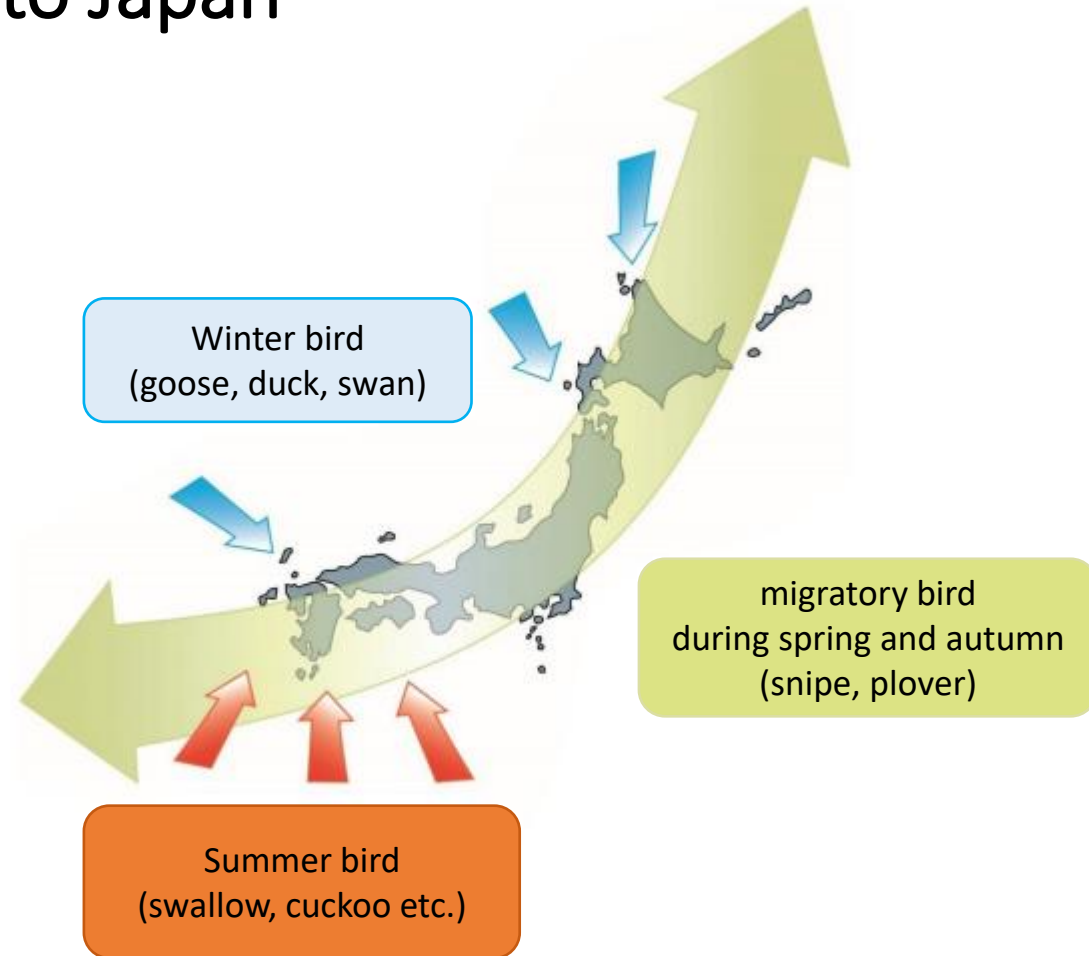 to Japan
Winter bird
(goose, duck, swan)
migratory bird
during spring and autumn
(snipe, plover)
Summer bird
(swallow, cuckoo etc.)